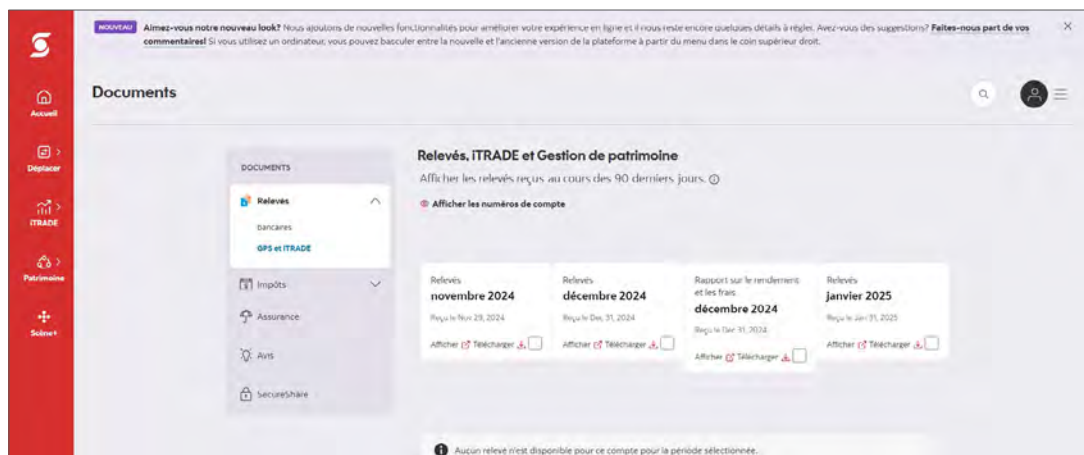 NOUVEAU Aimez-vous notre nouveau look? Nous ajoutons de nouvelles fonctionnalités pour améliorer votre expérience en ligne et il nous reste encore quelques détails à régler. Avez-vous des suggestions? Faites-nous part de vos
commentaires! Si vous utilisez un ordinateur, vous pouvez basculer entre la nouvelle et l'ancienne version de la plateforme à partir du menu dans le coin supérieur droit.
Documents
Accueil
Déplacer
iTRADE
Patrimoine
Scène+
DOCUMENTS
Relevés
bancaires
GPS et iTRADE
Impôts
Assurance
Avis
SecureShare
Relevés, iTRADE et Gestion de patrimoine
Afficher les relevés reçus au cours des 90 derniers jours.
Afficher les numéros de compte
Relevés
novembre 2024
Reçu le Nov 29, 2024
Afficher Télécharger
Relevés
décembre 2024
Reçu le Dec 31, 2024
Afficher Télécharger
Rapport sur le rendement
et les frais
décembre 2024
Reçu le Dec 31, 2024
Afficher Télécharger
Relevés
janvier 2025
Reçu le Jan 31, 2025
Afficher Télécharger
Aucun relevé n'est disponible pour ce compte pour la période sélectionnée.